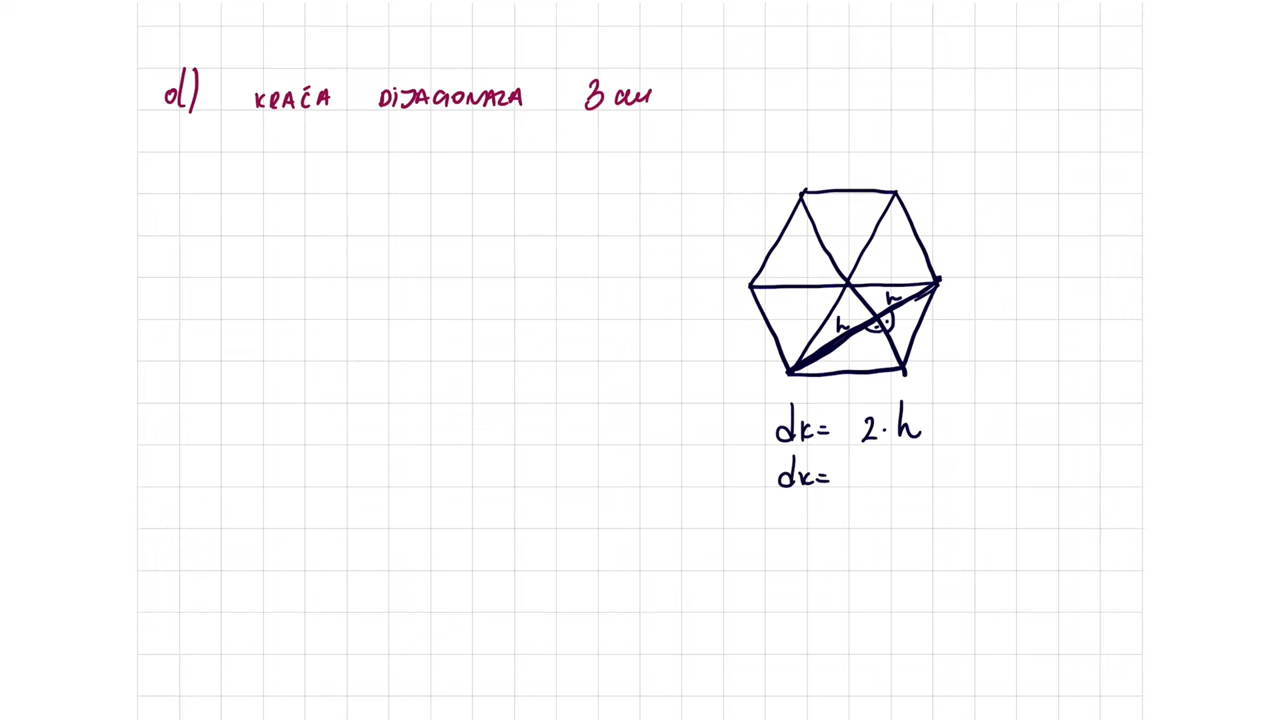 d) KRAĆA DIJAGONALA 3 cm
h
h
dk= 2·h
dk=